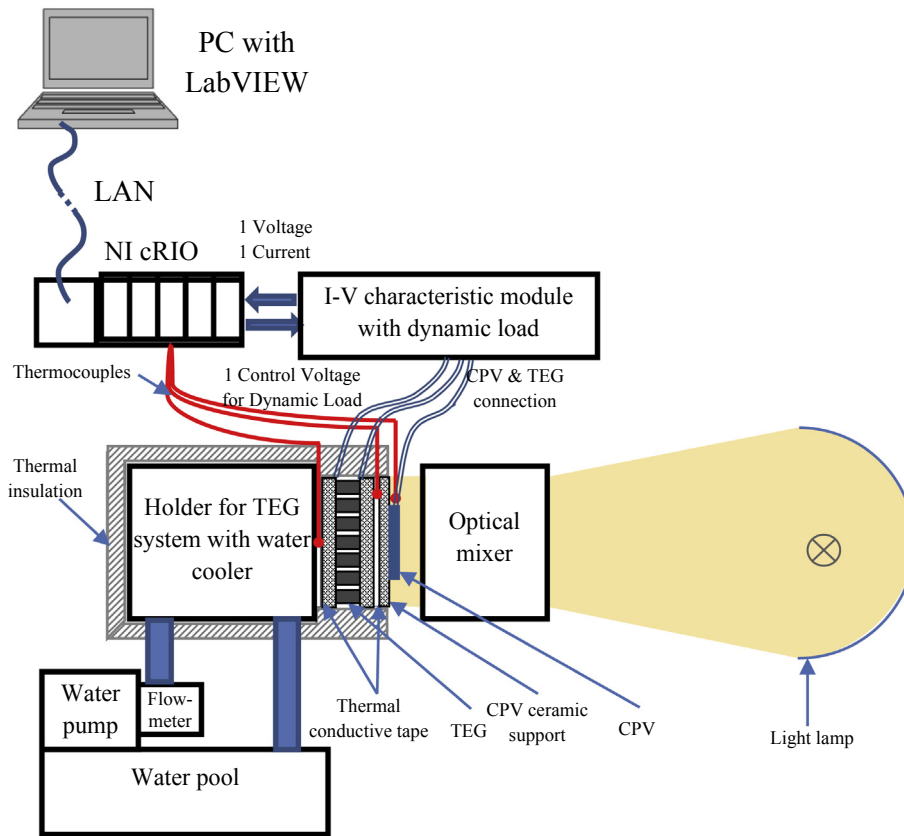 PC with
LabVIEW
LAN
NI cRIO
1 Voltage
1 Current
I-V characteristic module
with dynamic load
Thermocouples
1 Control Voltage
for Dynamic Load
CPV & TEG
connection
Thermal
insulation
Holder for TEG
system with water
cooler
Optical
mixer
Water
pump
Flow-
meter
Thermal
conductive tape
TEG
CPV ceramic
support
CPV
Light lamp
Water pool